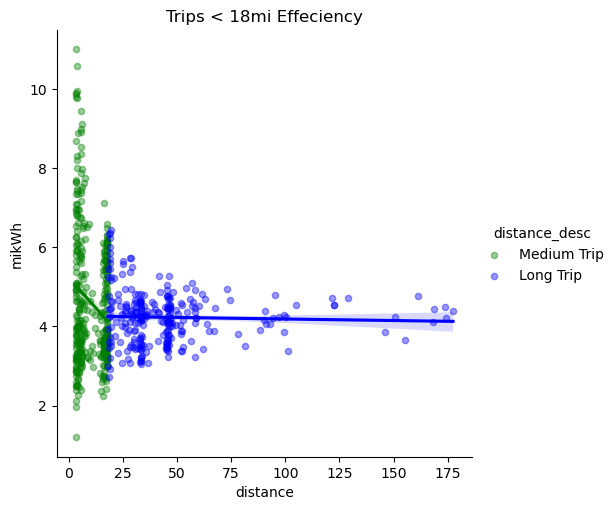 Trips < 18mi Effeciency
10
8
6
4
2
mikWh
0
25
50
75
100
125
150
175
distance
distance_desc
Medium Trip
Long Trip